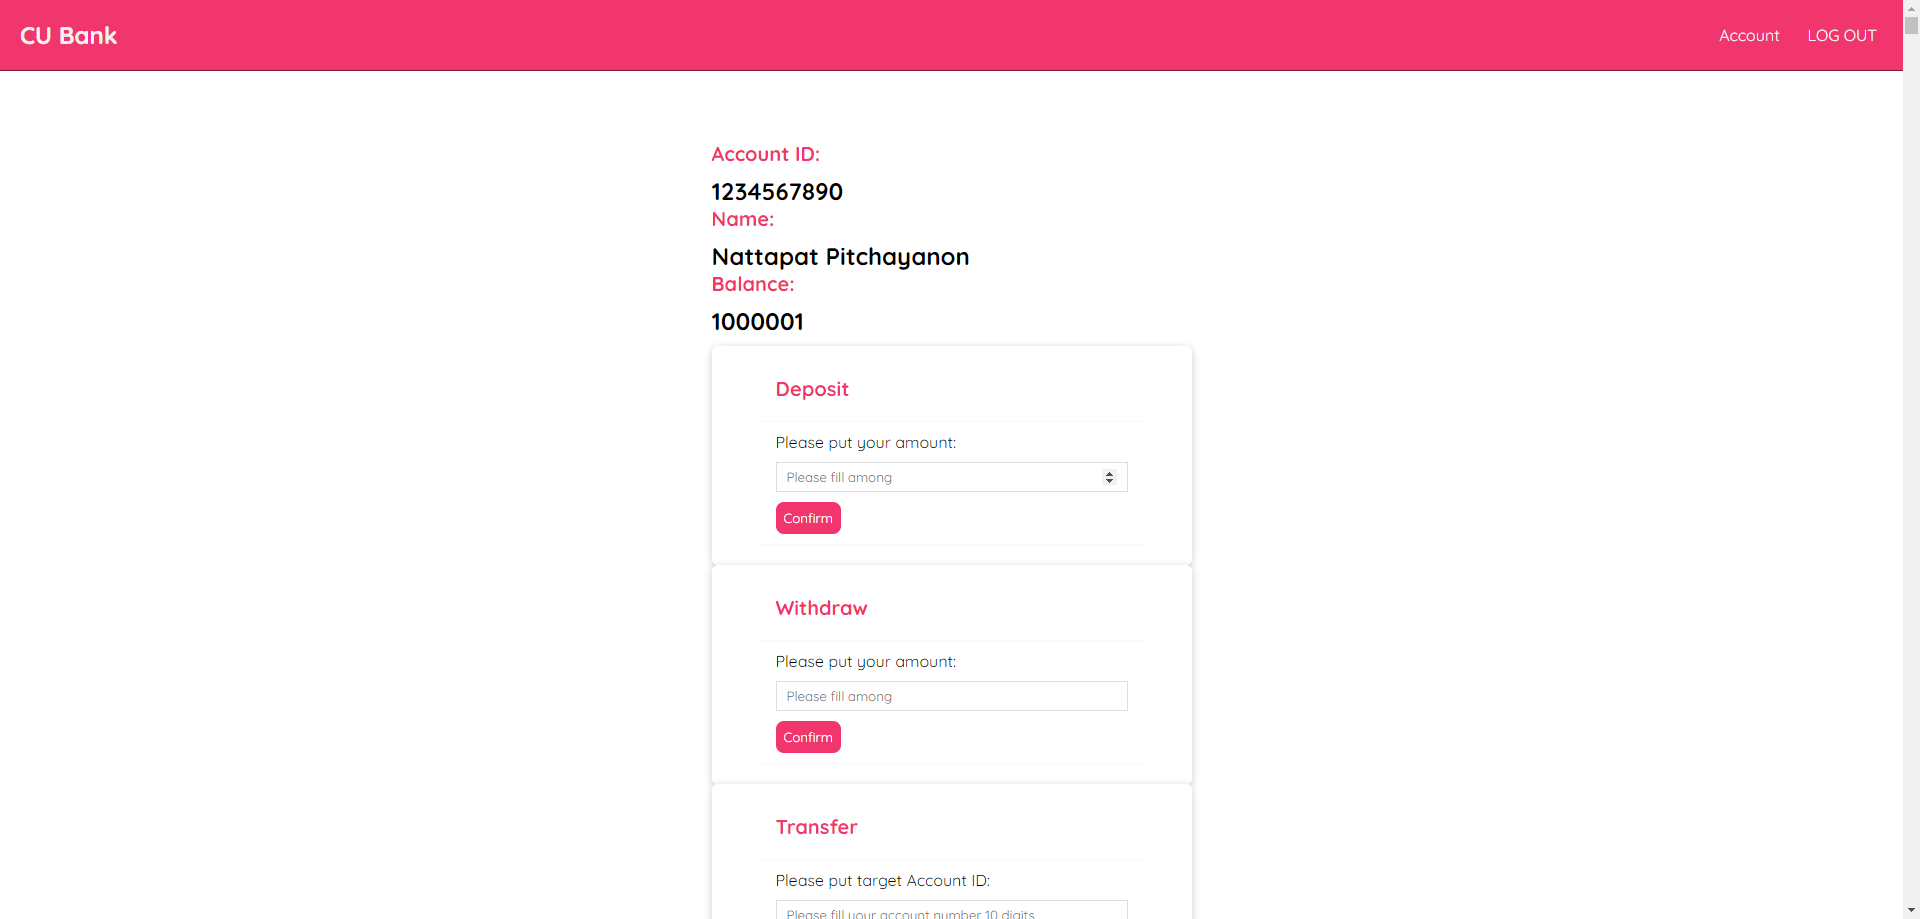 CU Bank
Account
LOG OUT
Account ID:
1234567890
Name:
Nattapat Pitchayanon
Balance:
1000001
Deposit
Please put your amount:
Please fill among
Confirm
Withdraw
Please put your amount:
Please fill among
Confirm
Transfer
Please put target Account ID:
Please fill your account number 10 digits